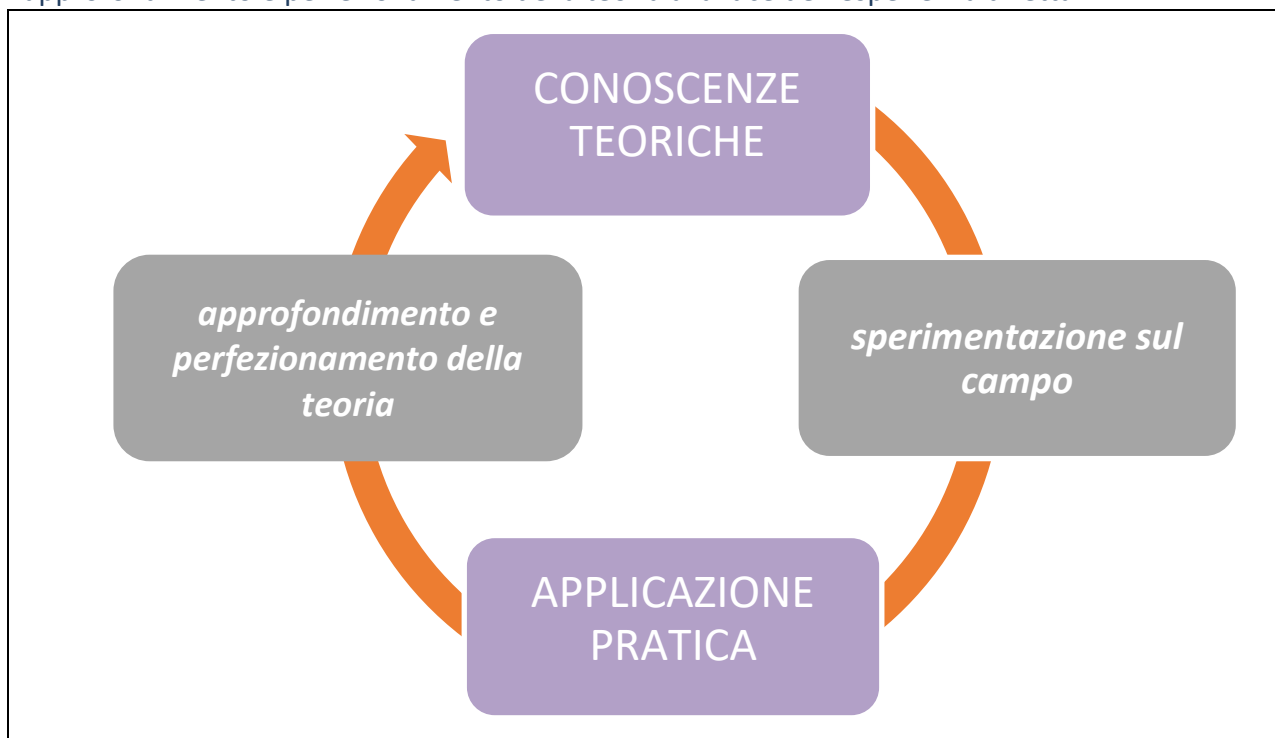 CONOSCENZE
TEORICHE
approfondimento e
perfezionamento della
teoria
sperimentazione sul
campo
APPLICAZIONE
PRATICA